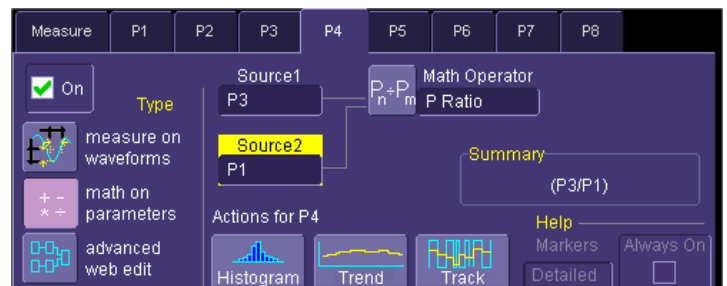 Measure P1 P2 P3 P4 P5 P6 P7 P8
On
Type
measure on
waveforms
math on
parameters
advanced
web edit
Source1
P3
Source2
P1
Pn÷Pm
Math Operator
P Ratio
Summary
(P3/P1)
Actions for P4
Histogram
Trend
Track
Help
Markers
Always On
Detailed